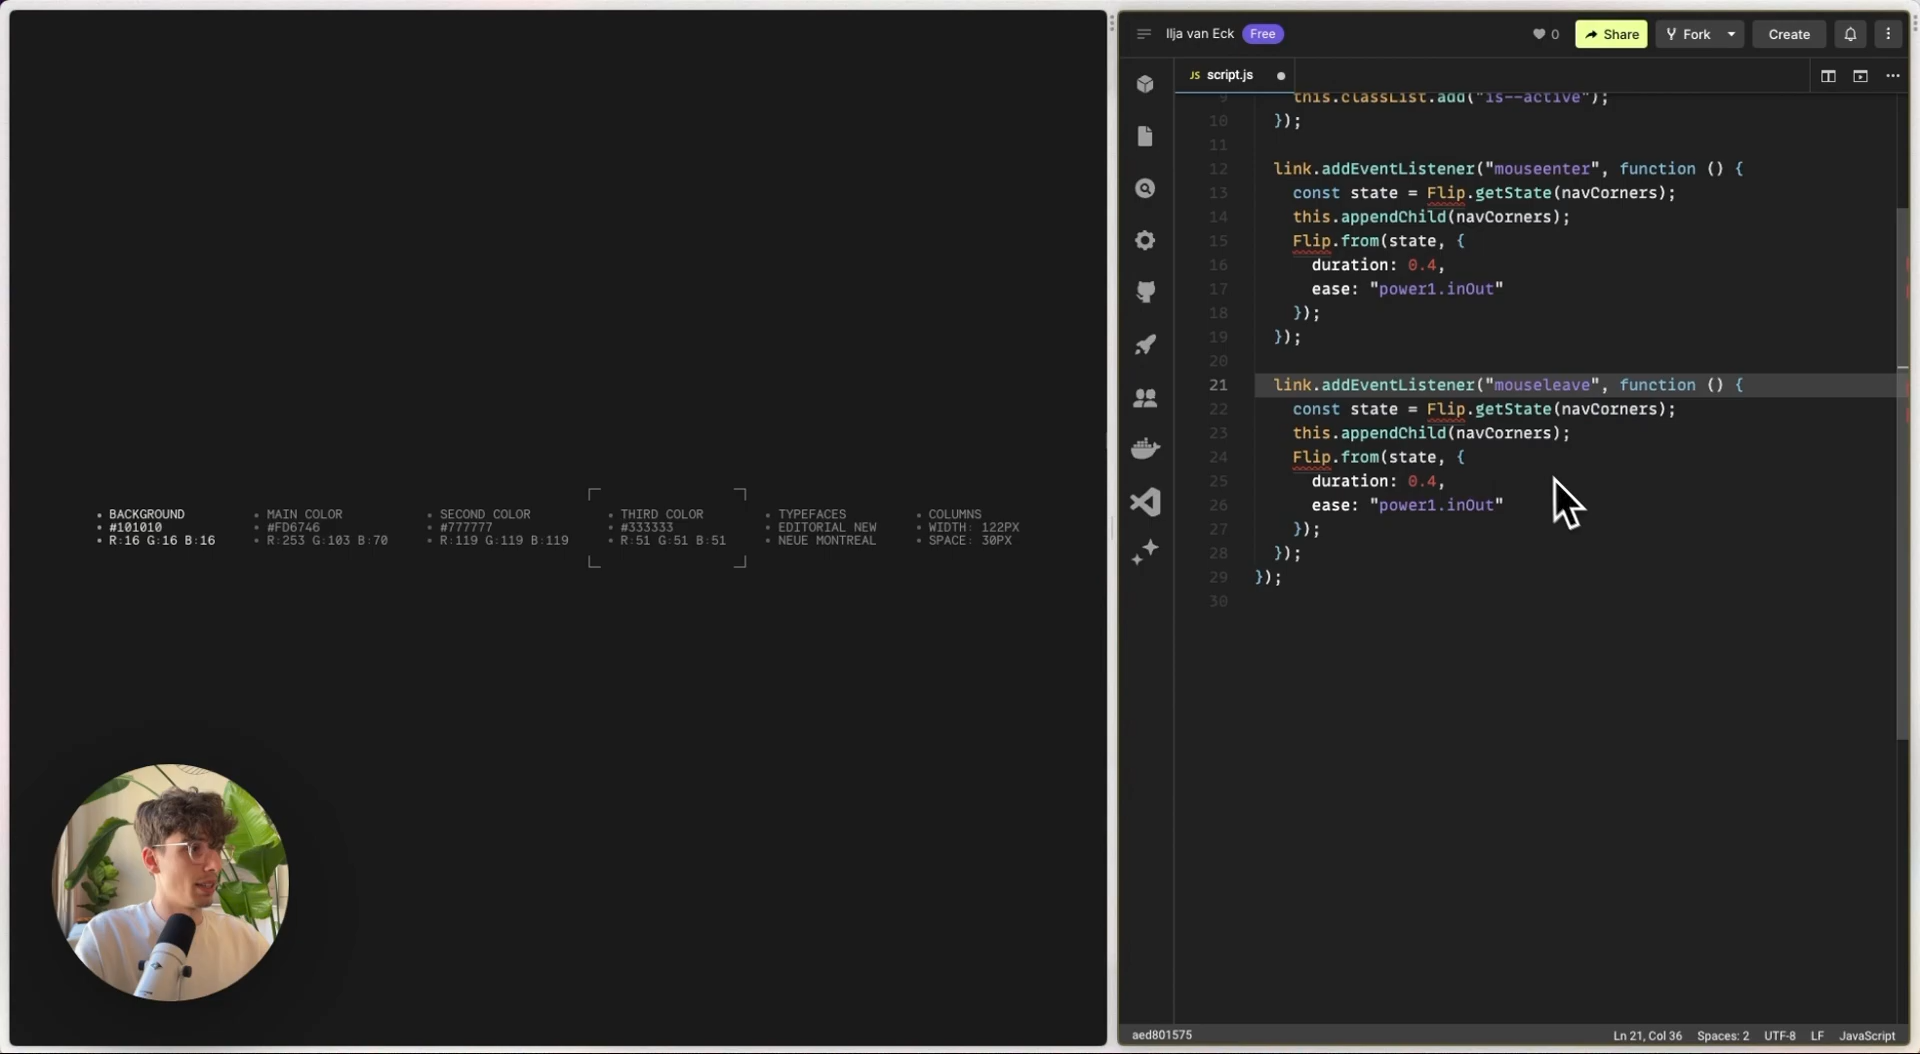 Ilja van Eck Free
0 Share Fork Create
JS script.js
BACKGROUND
#101010
R:16 G:16 B:16
MAIN COLOR
#FD6746
R:253 G:103 B:70
SECOND COLOR
#777777
R:119 G:119 B:119
THIRD COLOR
#333333
R:51 G:51 B:51
TYPEFACES
EDITORIAL NEW
NEUE MONTREAL
COLUMNS
WIDTH: 122PX
SPACE: 30PX
9 this.classList.add("is--active");
10 });
11
12 link.addEventListener("mouseenter", function () {
13 const state = Flip.getState(navCorners);
14 this.appendChild(navCorners);
15 Flip.from(state, {
16 duration: 0.4,
17 ease: "power1.inOut"
18 });
19 });
20
21 link.addEventListener("mouseleave", function () {
22 const state = Flip.getState(navCorners);
23 this.appendChild(navCorners);
24 Flip.from(state, {
25 duration: 0.4,
26 ease: "power1.inOut"
27 });
28 });
29 });
30
aed801575 Ln 21, Col 36 Spaces: 2 UTF-8 LF JavaScript